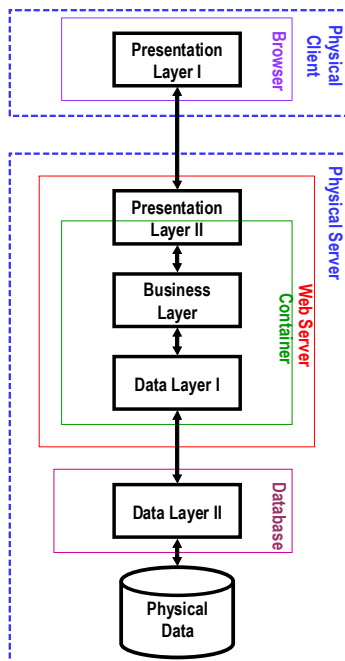 Presentation
Layer I
Browser
Physical
Client
Physical Server
Presentation
Layer II
Web Server
Container
Business
Layer
Data Layer I
Data Layer II
Database
Physical
Data